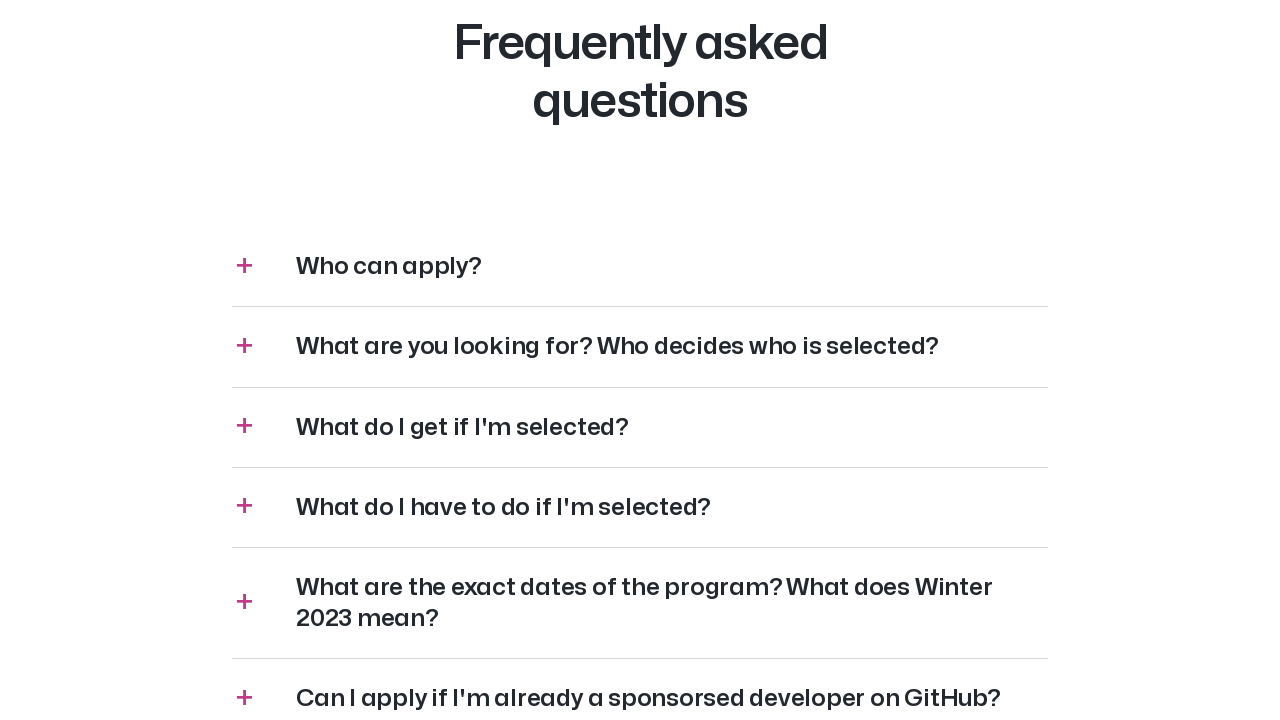 Frequently asked
questions
Who can apply?
What are you looking for? Who decides who is selected?
What do I get if I'm selected?
What do I have to do if I'm selected?
What are the exact dates of the program? What does Winter
2023 mean?
Can I apply if I'm already a sponsorsed developer on GitHub?